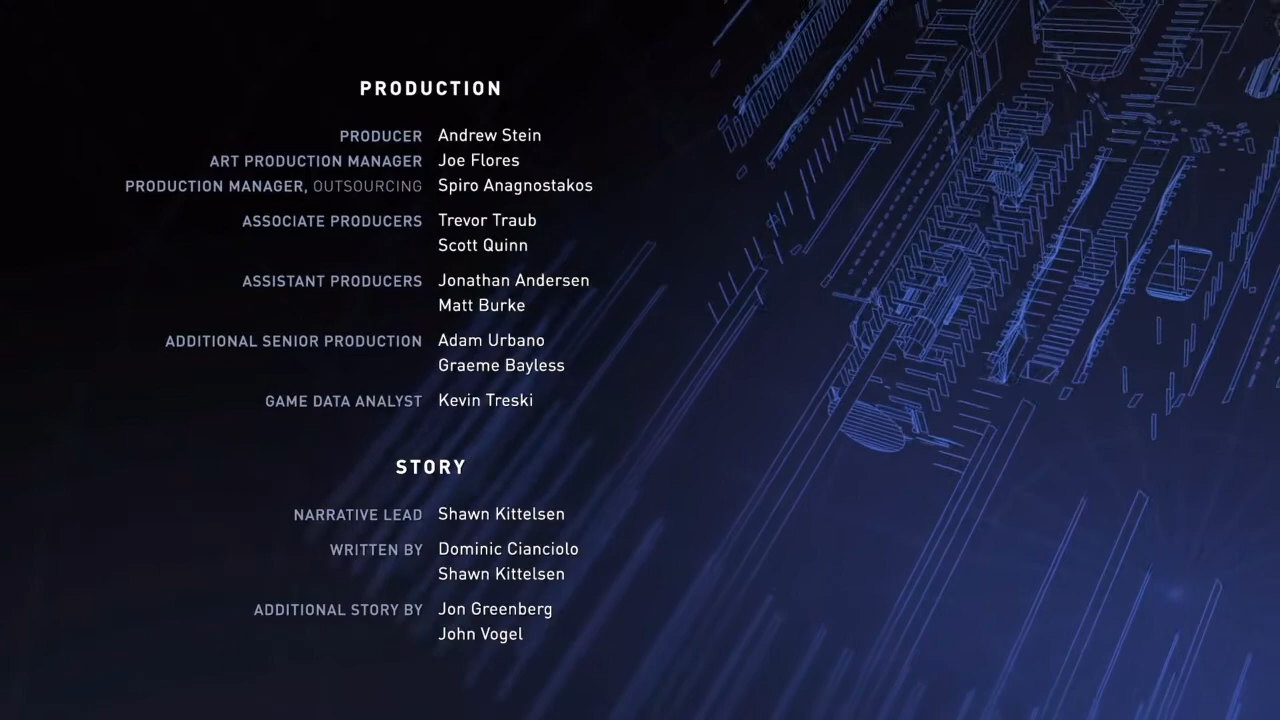 PRODUCTION
PRODUCER Andrew Stein
ART PRODUCTION MANAGER Joe Flores
PRODUCTION MANAGER, OUTSOURCING Spiro Anagnostakos
ASSOCIATE PRODUCERS Trevor Traub
Scott Quinn
ASSISTANT PRODUCERS Jonathan Andersen
Matt Burke
ADDITIONAL SENIOR PRODUCTION Adam Urbano
Graeme Bayless
GAME DATA ANALYST Kevin Treski
STORY
NARRATIVE LEAD Shawn Kittelsen
WRITTEN BY Dominic Cianciolo
Shawn Kittelsen
ADDITIONAL STORY BY Jon Greenberg
John Vogel